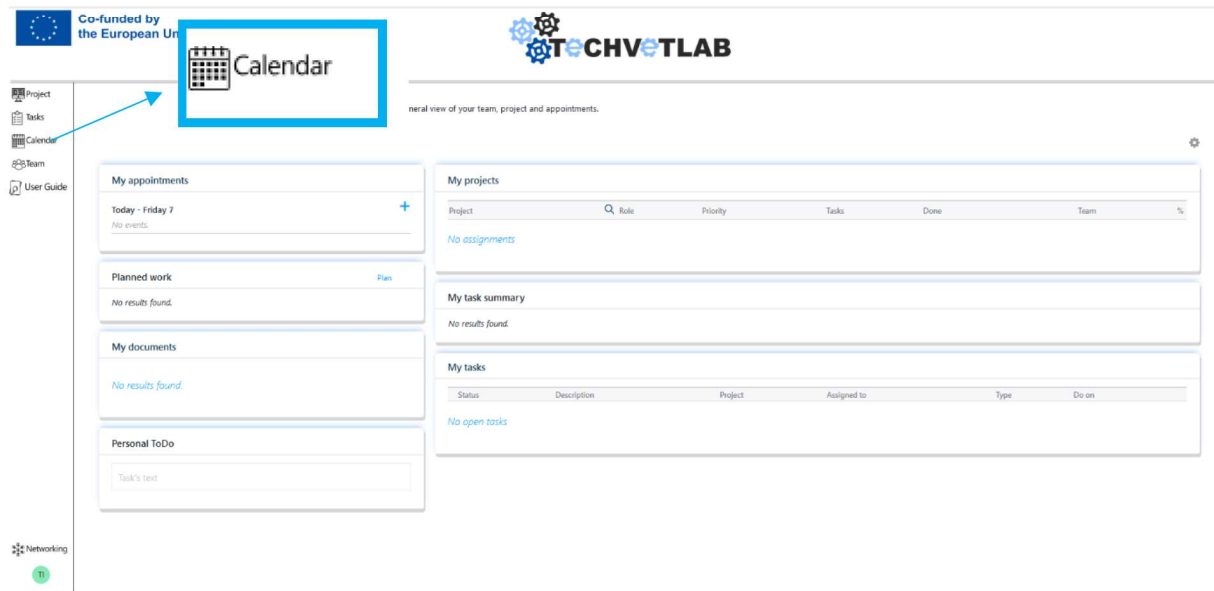 Co-funded by
the European Un
TECHVETLAB
Calendar
neral view of your team, project and appointments.
Project
Tasks
Calendar
Team
User Guide
My appointments
Today - Friday 7
+
No events.
Planned work
Plan
No results found.
My documents
No results found.
Personal ToDo
Task's text
My projects
Project Role Priority Tasks Done Team %
No assignments
My task summary
No results found.
My tasks
Status Description Project Assigned to Type Do on
No open tasks
Networking
TI